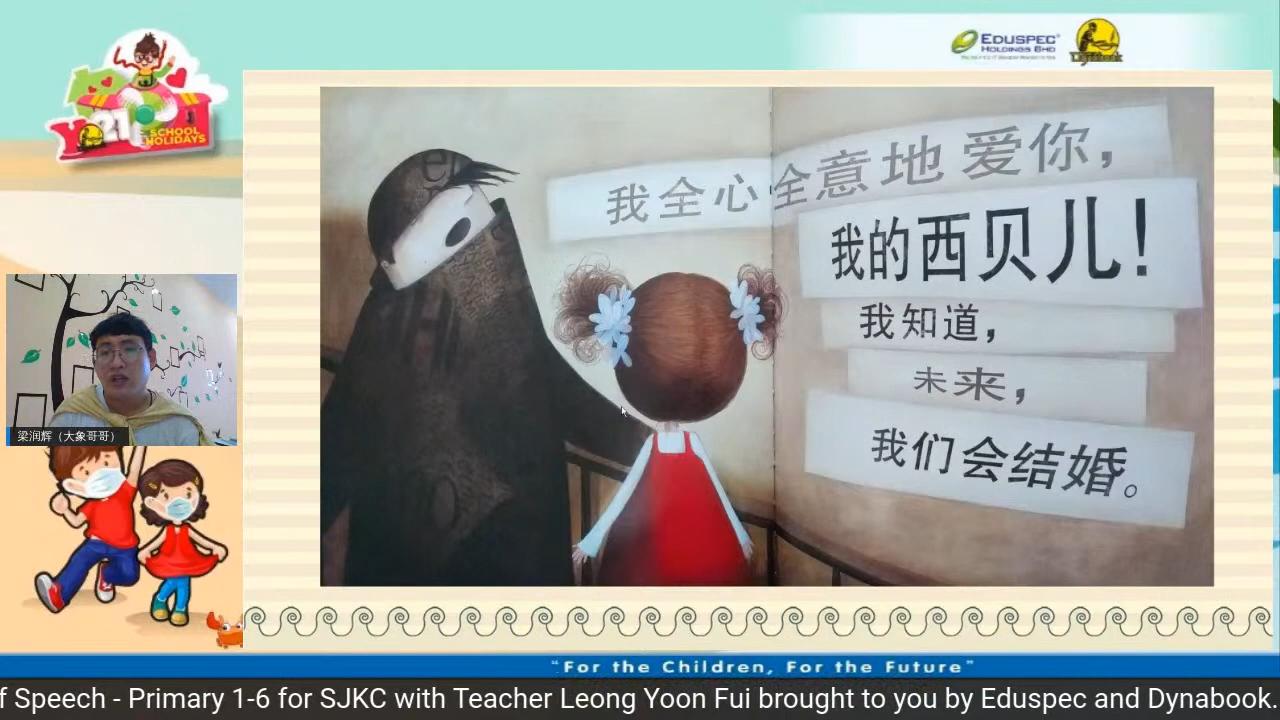 EDUSPEC
HOLDINGS BHD
Dynabook
YO 21
SCHOOL
HOLIDAYS
我全心全意地爱你，
我的西贝儿！
我知道，
未来，
我们会结婚。
梁润辉（大象哥哥）
"For the Children, For the Future"
f Speech - Primary 1-6 for SJKC with Teacher Leong Yoon Fui brought to you by Eduspec and Dynabook.